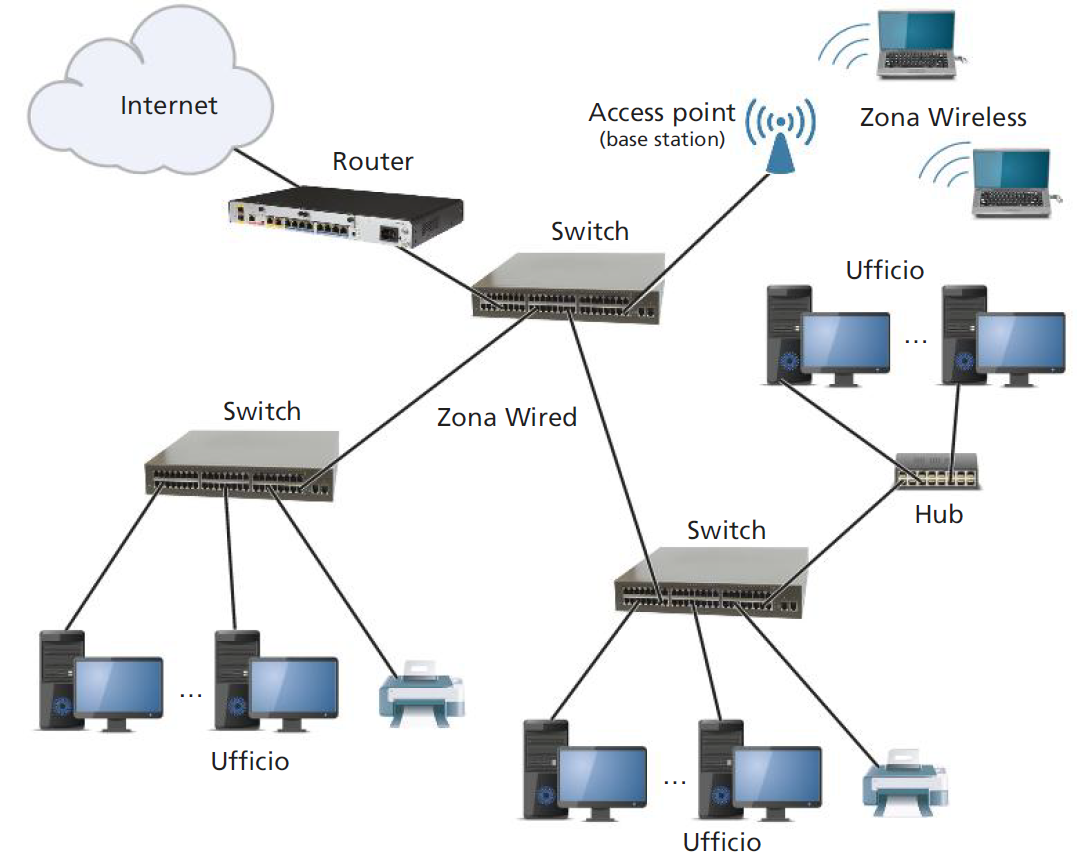 Internet
Router
Access point
(base station)
Zona Wireless
Switch
Ufficio
...
Switch
Zona Wired
Hub
Switch
...
Ufficio
...
Ufficio